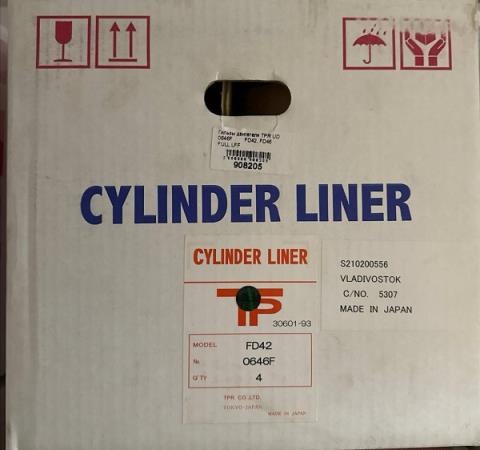 Гильзы двигателя TPR UD
0646F FD42, FD46
FULL LFF
908205
CYLINDER LINER
CYLINDER LINER
TP
30601-93
MODEL FD42
№ 0646F
Q'TY 4
TPR CO.,LTD.
TOKYO-JAPAN
MADE IN JAPAN
S210200556
VLADIVOSTOK
C/NO. 5307
MADE IN JAPAN